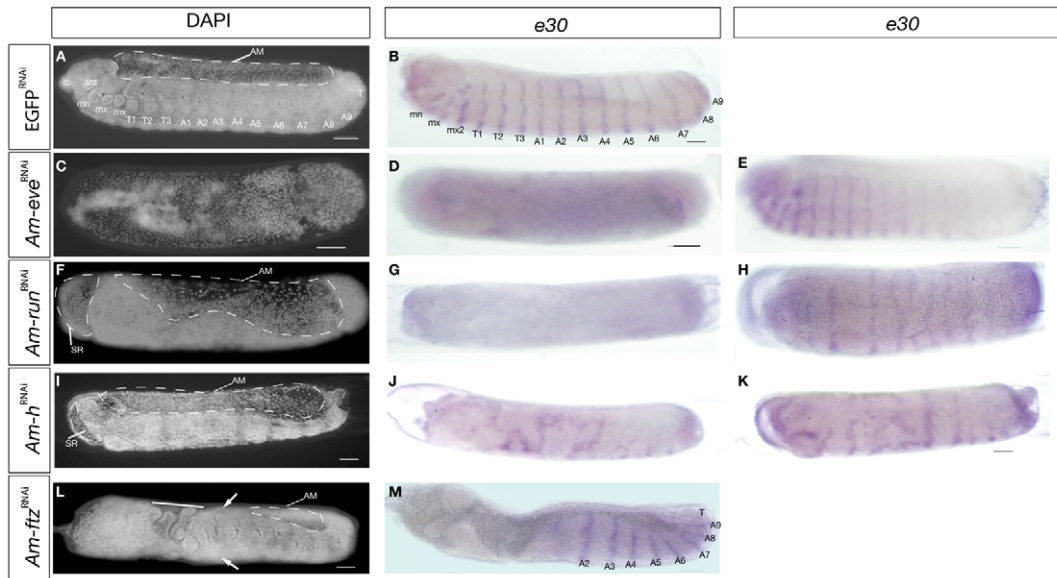 DAPI
e30
e30
EGFP RNAi
A
AM
lb
ant
mn
mx
mx
T1 T2 T3 A1 A2 A3 A4 A5 A6 A7 A8 A9
T
B
mn
mx
mx2 T1 T2 T3 A1 A2 A3 A4 A5 A6 A7 A8 A9
Am-eve RNAi
C
D
E
Am-run RNAi
F
AM
SR
G
H
Am-h RNAi
I
AM
SR
J
K
Am-ftz RNAi
L
AM
M
T
A9
A8
A2 A3 A4 A5 A6 A7